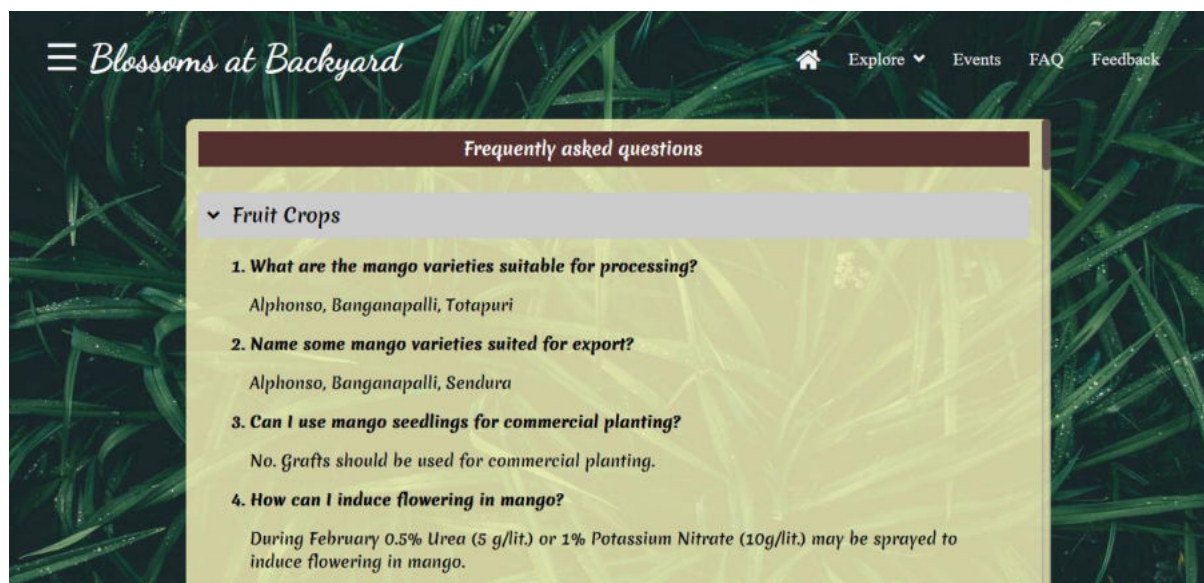 Blossoms at Backyard
Explore Events FAQ Feedback
Frequently asked questions
Fruit Crops
1. What are the mango varieties suitable for processing?
Alphonso, Banganapalli, Totapuri
2. Name some mango varieties suited for export?
Alphonso, Banganapalli, Sendura
3. Can I use mango seedlings for commercial planting?
No. Grafts should be used for commercial planting.
4. How can I induce flowering in mango?
During February 0.5% Urea (5 g/lit.) or 1% Potassium Nitrate (10g/lit.) may be sprayed to
induce flowering in mango.